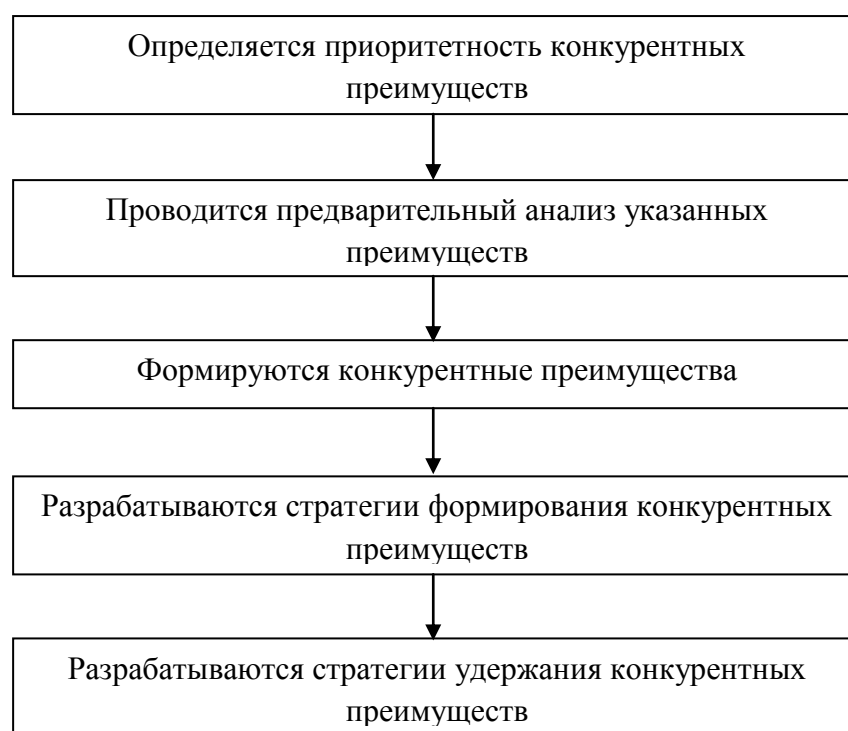 Определяется приоритетность конкурентных
преимуществ
Проводится предварительный анализ указанных
преимуществ
Формируются конкурентные преимущества
Разрабатываются стратегии формирования конкурентных
преимуществ
Разрабатываются стратегии удержания конкурентных
преимуществ